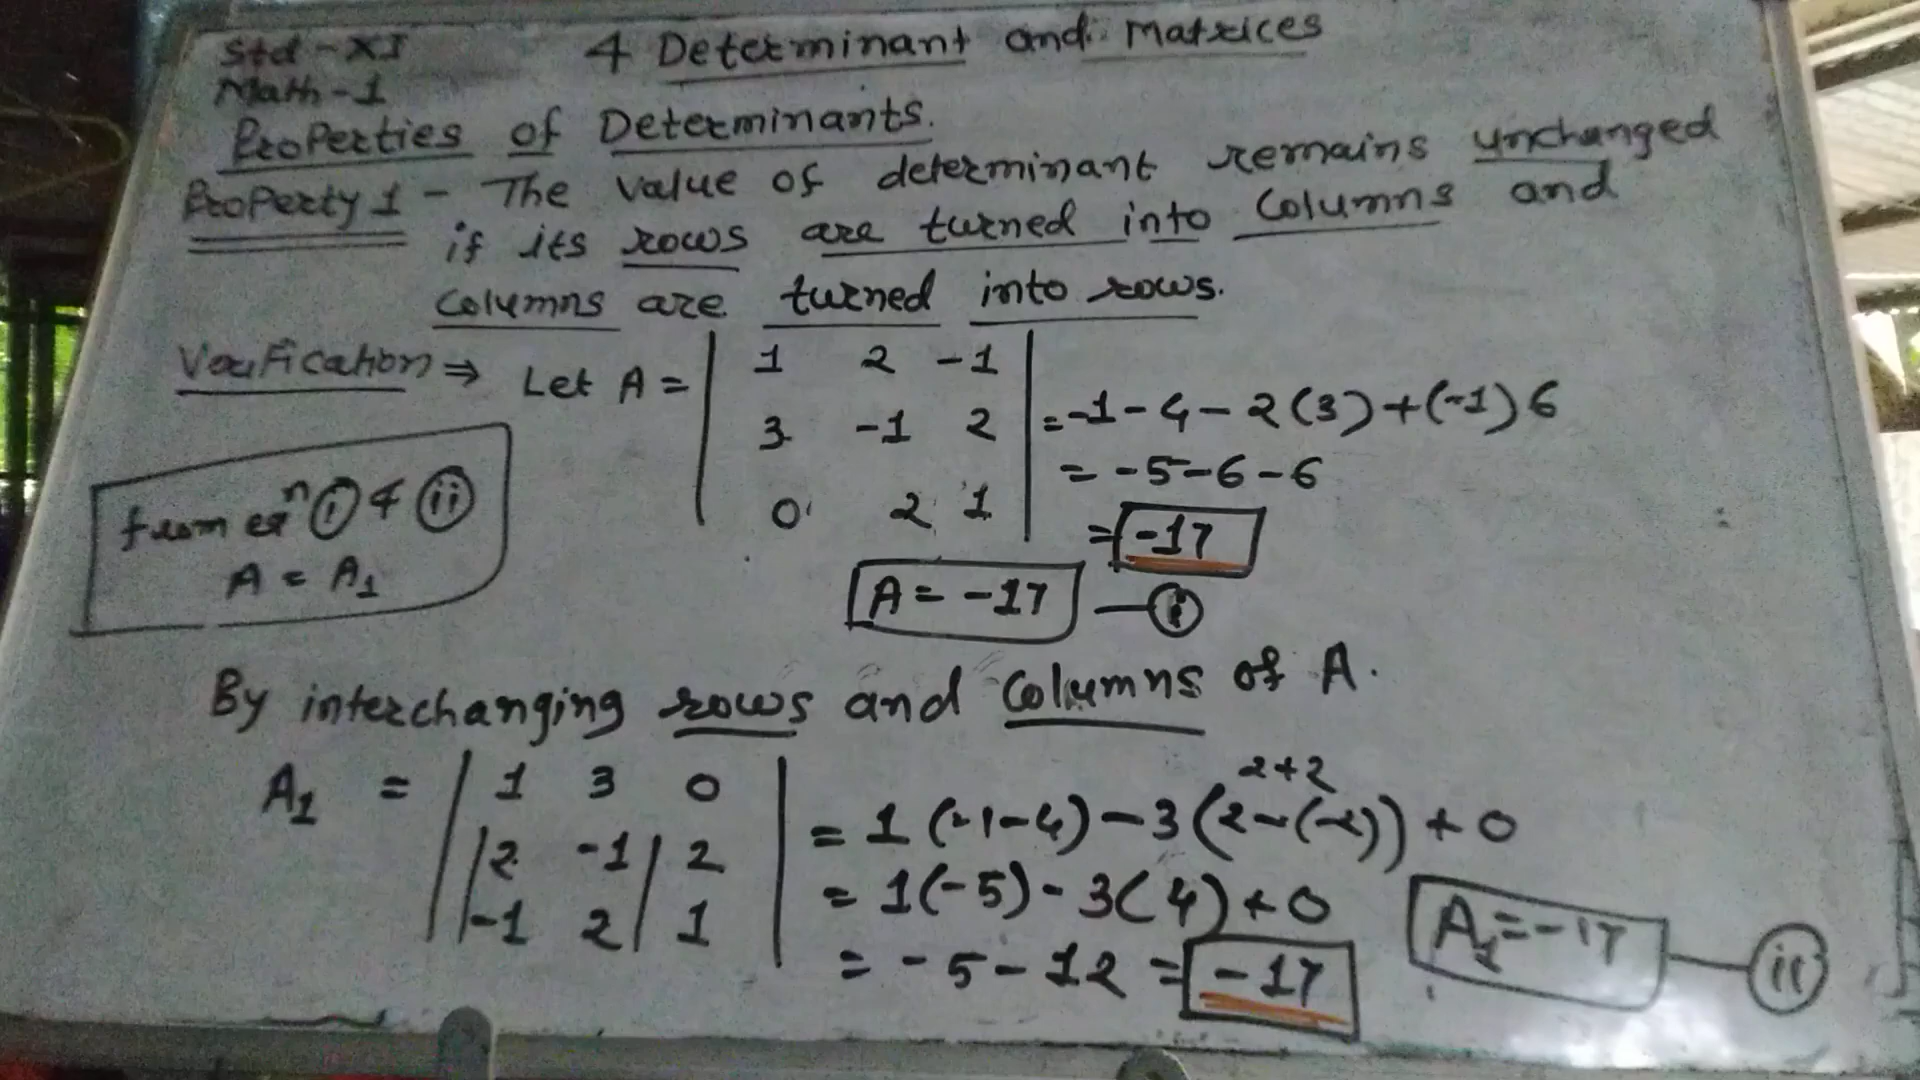 Std-XI
4 Determinant and Matrices
Math-1
Properties of Determinants.
Property 1 - The value of determinant remains unchanged
if its rows are turned into columns and
columns are turned into rows.
Verification ⇒ Let A = | 1 2 -1 |
| 3 -1 2 | = -1-4-2(3)+(-1)6
= -5-6-6
| 0 2 1 |
= -17
A = -17 — (i)
from eqⁿ (i) & (ii)
A = A₁
By interchanging rows and columns of A.
A₁ = | 1 3 0 |
| 2 -1 2 |
| -1 2 1 |
2+2
= 1(-1-4)-3(2-(-2))+0
= 1(-5)-3(4)+0
= -5-12 = -17
A₁ = -17 — (ii)